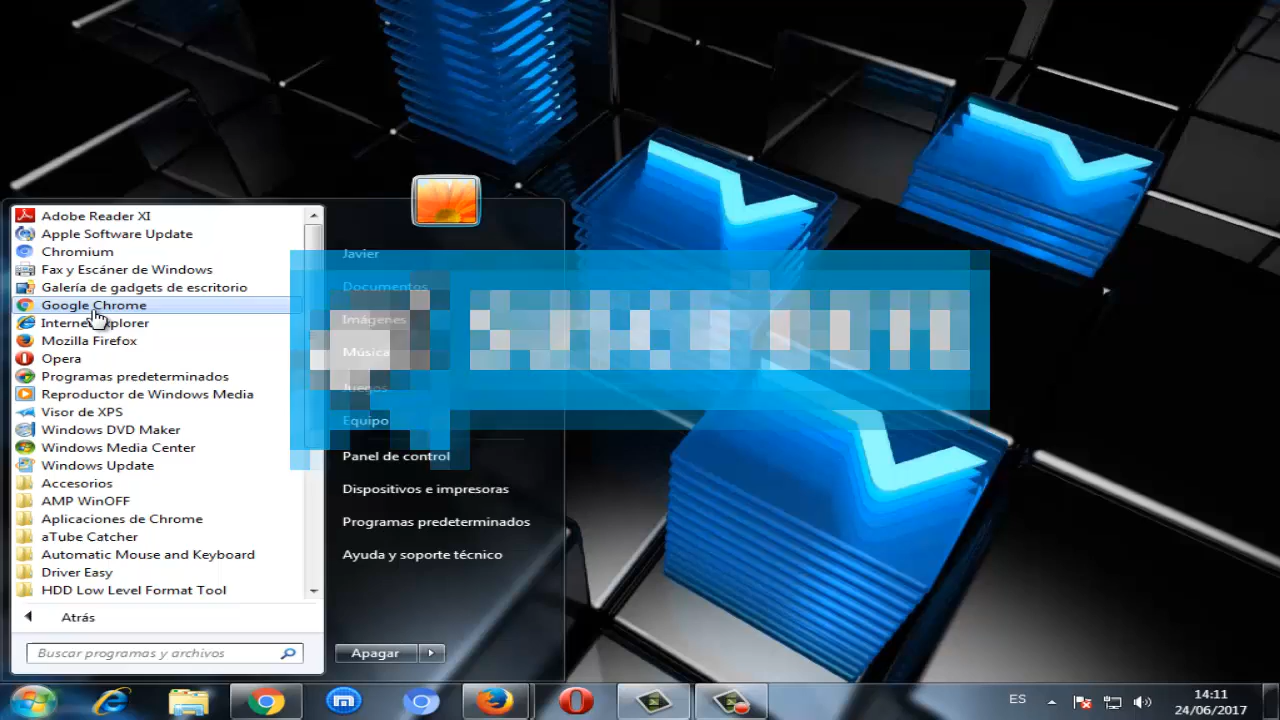 Adobe Reader XI
Apple Software Update
Chromium
Fax y Escáner de Windows
Galería de gadgets de escritorio
Google Chrome
Internet Explorer
Mozilla Firefox
Opera
Programas predeterminados
Reproductor de Windows Media
Visor de XPS
Windows DVD Maker
Windows Media Center
Windows Update
Accesorios
AMP WinOFF
Aplicaciones de Chrome
aTube Catcher
Automatic Mouse and Keyboard
Driver Easy
HDD Low Level Format Tool
Atrás
Buscar programas y archivos
Javier
Documentos
Imágenes
Música
Juegos
Equipo
Panel de control
Dispositivos e impresoras
Programas predeterminados
Ayuda y soporte técnico
Apagar
ES
14:11
24/06/2017